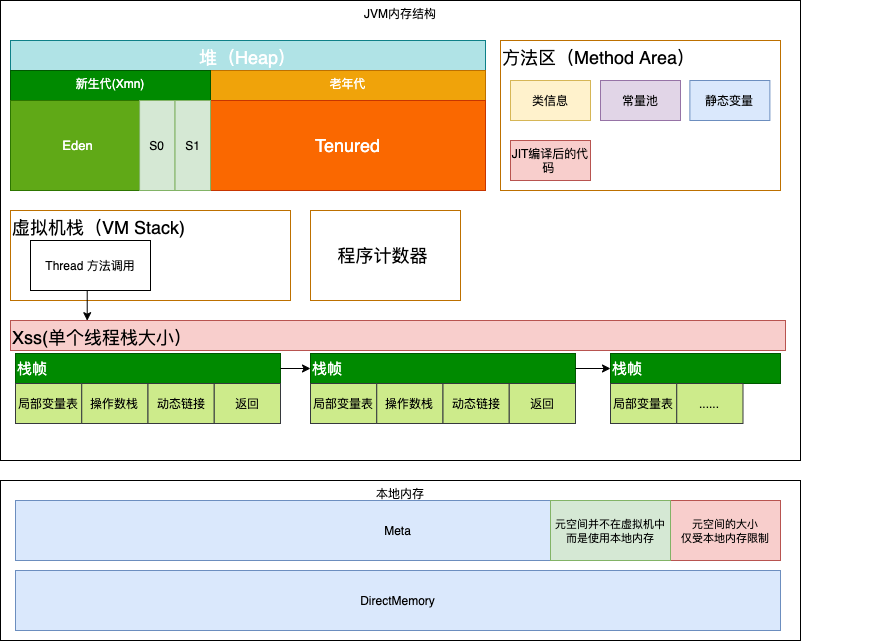 JVM内存结构
堆（Heap）
新生代(Xmn)
老年代
Eden
S0
S1
Tenured
方法区（Method Area）
类信息
常量池
静态变量
JIT编译后的代
码
虚拟机栈（VM Stack)
Thread 方法调用
程序计数器
Xss(单个线程栈大小）
栈帧
栈帧
栈帧
局部变量表
操作数栈
动态链接
返回
局部变量表
操作数栈
动态链接
返回
局部变量表
......
本地内存
Meta
元空间并不在虚拟机中
而是使用本地内存
元空间的大小
仅受本地内存限制
DirectMemory